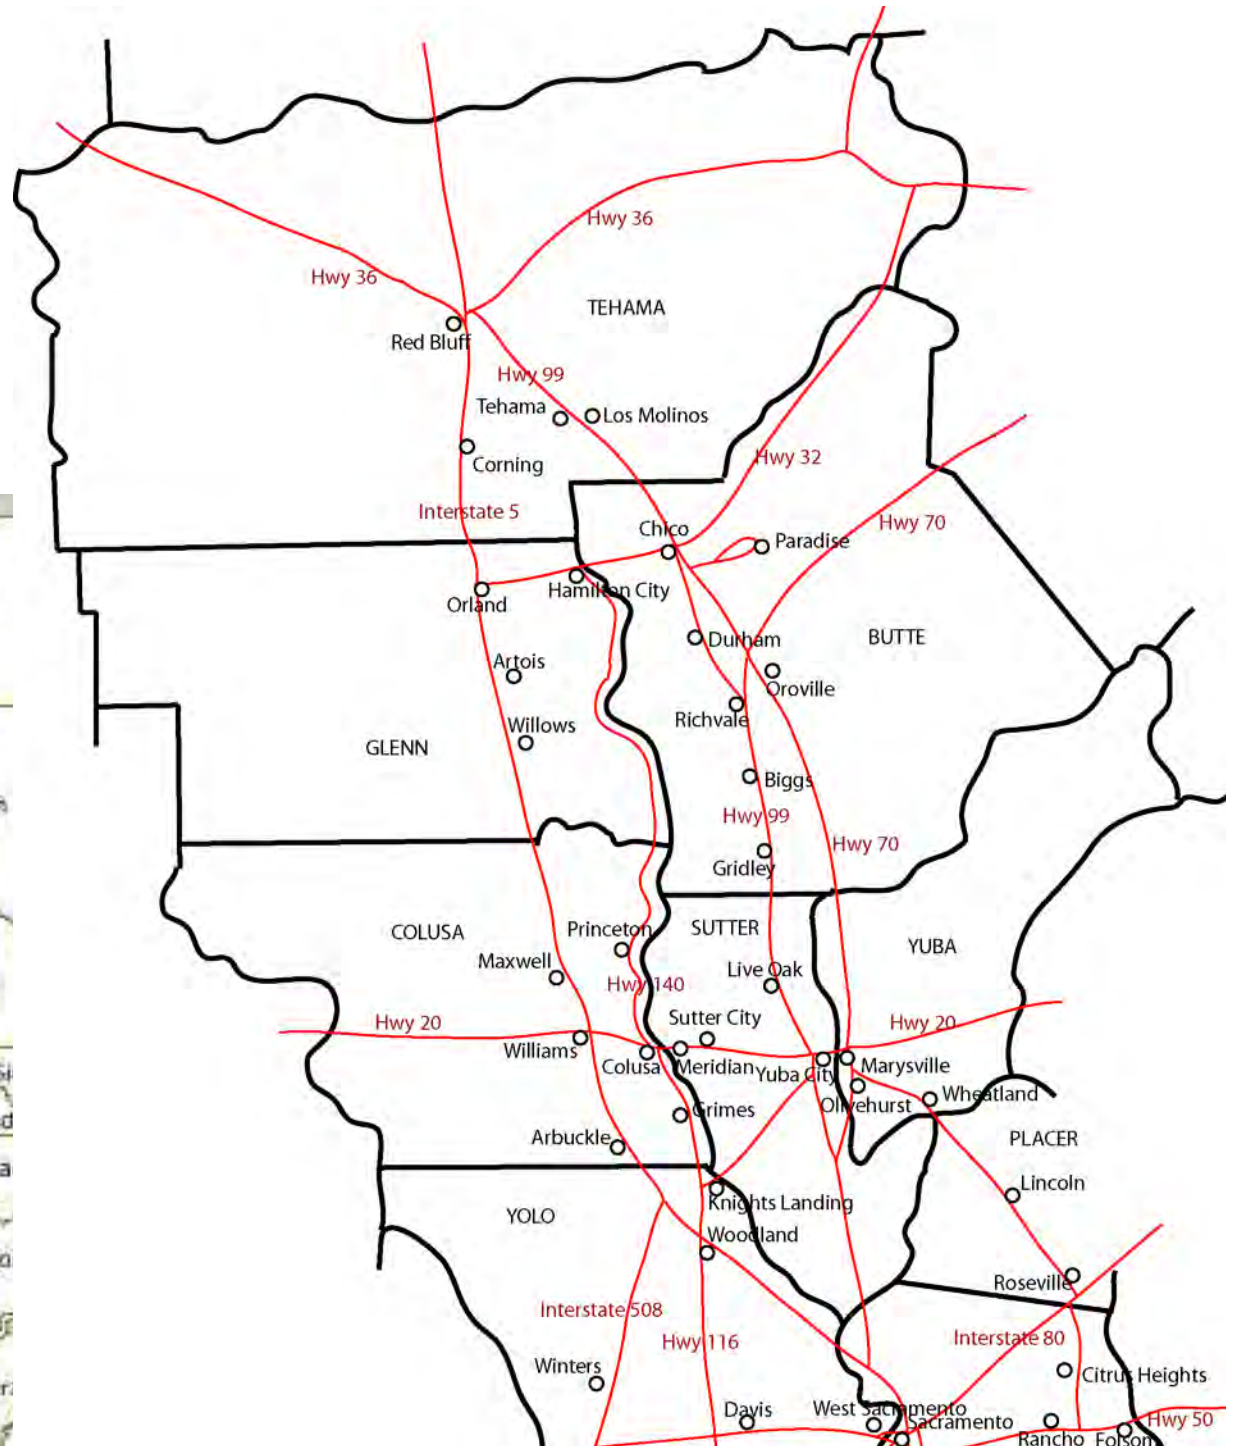 Hwy 36
Hwy 36
TEHAMA
Red Bluff
Hwy 99
Tehama
Los Molinos
Hwy 32
Corning
Interstate 5
Hwy 70
Chico
Paradise
Hamilton City
Orland
Durham
BUTTE
Artois
Oroville
Richvale
Willows
GLENN
Biggs
Hwy 99
Hwy 70
Gridley
Princeton
SUTTER
COLUSA
YUBA
Maxwell
Live Oak
Hwy 140
Sutter City
Hwy 20
Hwy 20
Williams
Colusa
Meridian
Yuba City
Marysville
Wheatland
Olivehurst
Grimes
Arbuckle
PLACER
Lincoln
Knights Landing
YOLO
Woodland
Roseville
Interstate 508
Interstate 80
Hwy 116
Winters
Citrus Heights
Davis
West Sacramento
Sacramento
Hwy 50
Rancho
Folsom